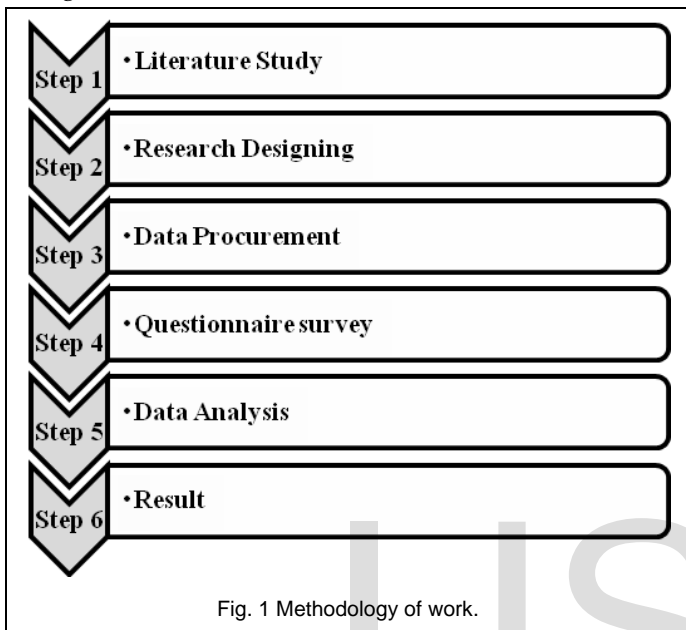 Step 1
•Literature Study
Step 2
•Research Designing
Step 3
•Data Procurement
Step 4
•Questionnaire survey
Step 5
•Data Analysis
Step 6
•Result
Fig. 1 Methodology of work.